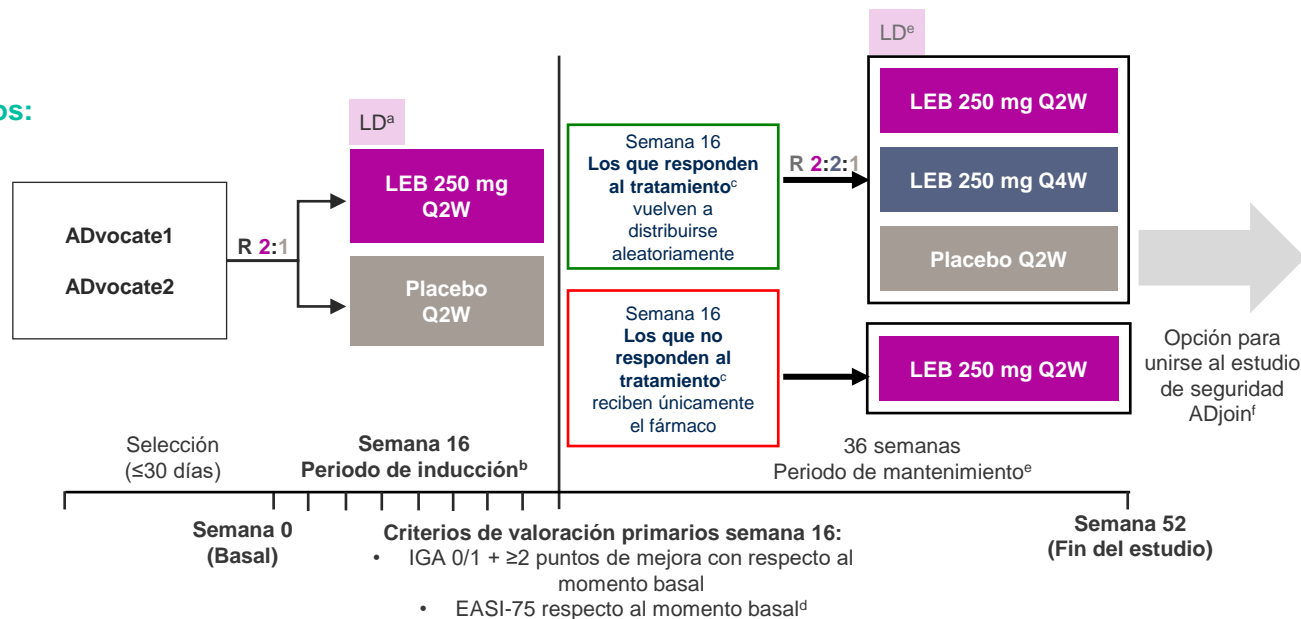 os:
ADvocate1
ADvocate2
R 2:1
LDᵃ
LEB 250 mg
Q2W
Placebo
Q2W
Semana 16
Los que responden
al tratamientoᶜ
vuelven a
distribuirse
aleatoriamente
Semana 16
Los que no
responden al
tratamientoᶜ
reciben únicamente
el fármaco
R 2:2:1
LDᵉ
LEB 250 mg Q2W
LEB 250 mg Q4W
Placebo Q2W
LEB 250 mg Q2W
Opción para
unirse al estudio
de seguridad
ADjoinᶠ
Selección
(≤30 días)
Semana 16
Periodo de inducciónᵇ
36 semanas
Periodo de mantenimientoᵉ
Semana 0
(Basal)
Criterios de valoración primarios semana 16:
• IGA 0/1 + ≥2 puntos de mejora con respecto al
momento basal
• EASI-75 respecto al momento basalᵈ
Semana 52
(Fin del estudio)